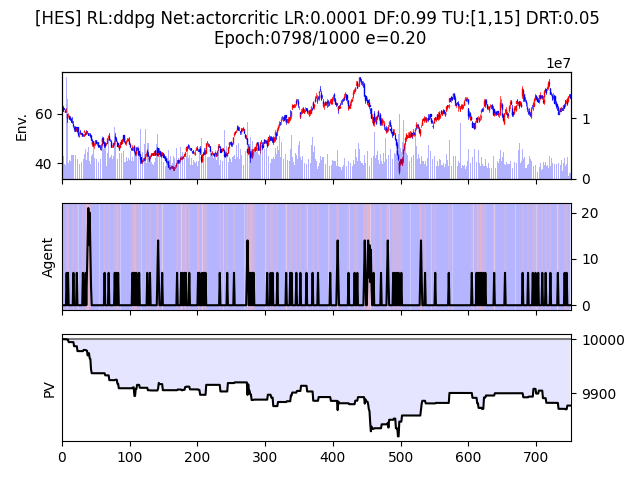 [HES] RL:ddpg Net:actorcritic LR:0.0001 DF:0.99 TU:[1,15] DRT:0.05
Epoch:0798/1000 e=0.20
1e7
Env.
60
40
1
0
Agent
20
10
0
PV
10000
9900
0 100 200 300 400 500 600 700